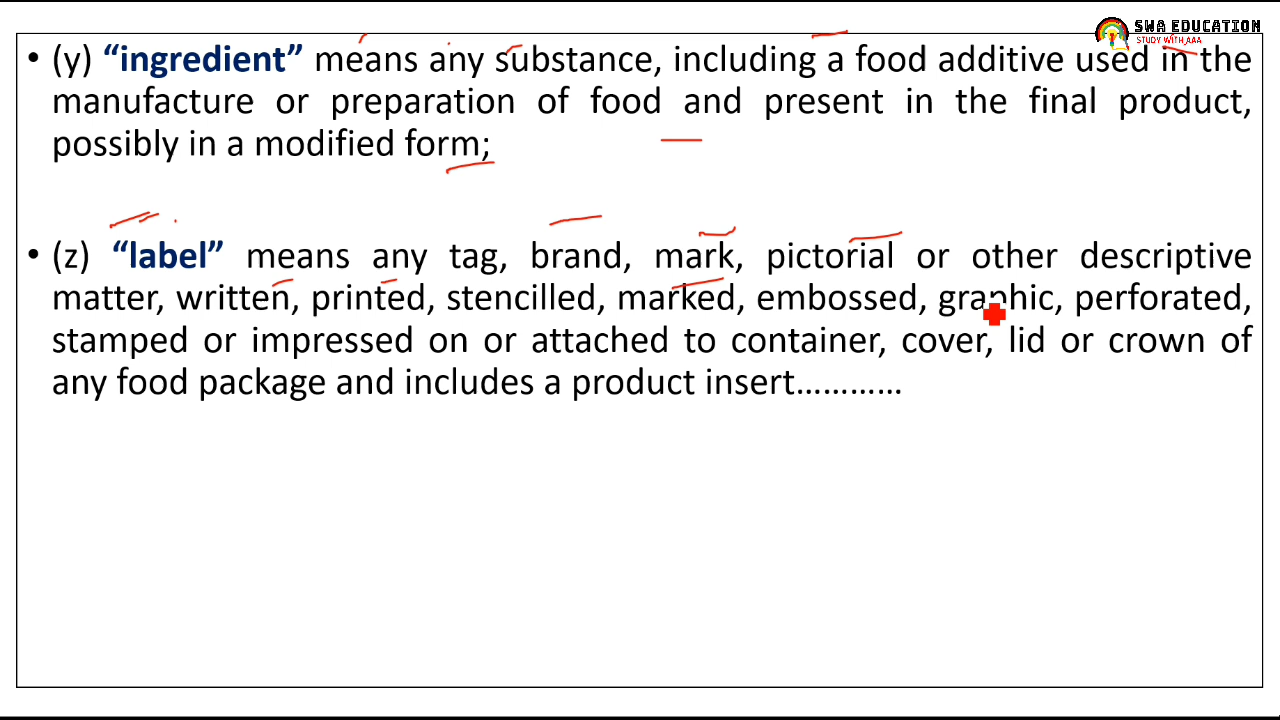 SWA EDUCATION
STUDY WITH AAA
• (y) “ingredient” means any substance, including a food additive used in the
manufacture or preparation of food and present in the final product,
possibly in a modified form;
• (z) “label” means any tag, brand, mark, pictorial or other descriptive
matter, written, printed, stencilled, marked, embossed, graphic, perforated,
stamped or impressed on or attached to container, cover, lid or crown of
any food package and includes a product insert…………